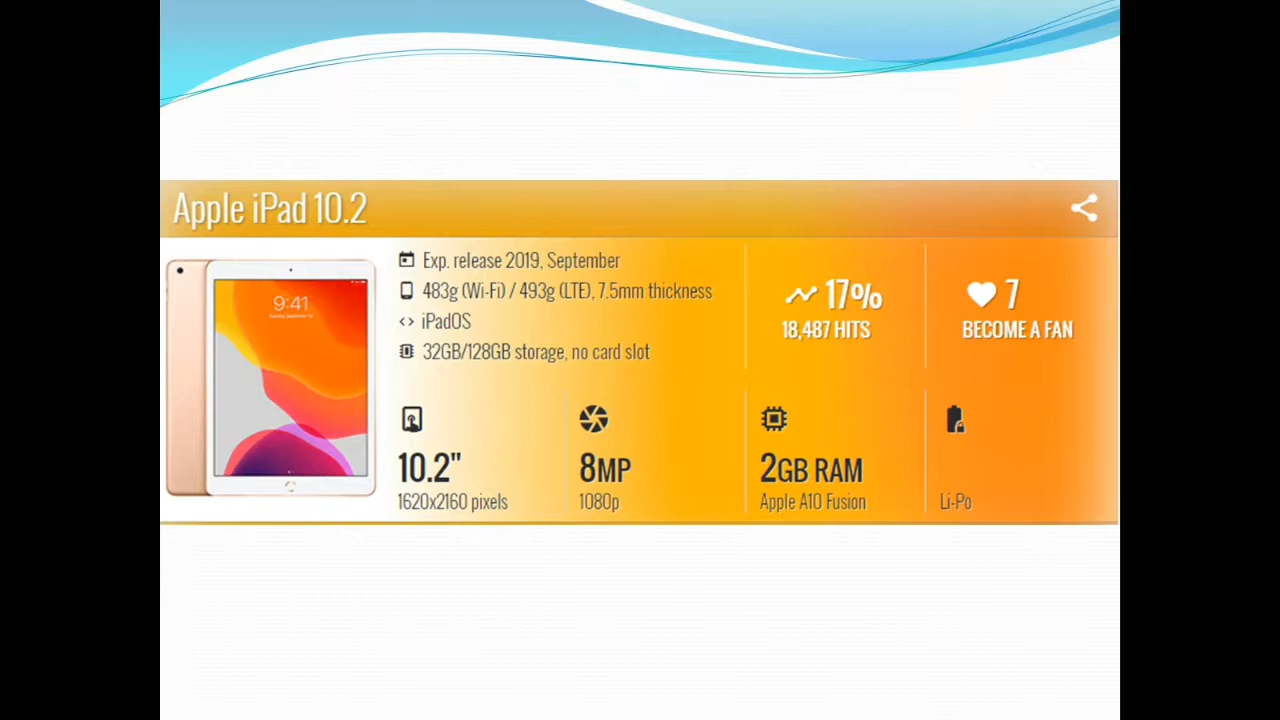 Apple iPad 10.2
Exp. release 2019, September
483g (Wi-Fi) / 493g (LTE), 7.5mm thickness
iPadOS
32GB/128GB storage, no card slot
17%
18,487 HITS
7
BECOME A FAN
9:41
10.2"
1620x2160 pixels
8MP
1080p
2GB RAM
Apple A10 Fusion
Li-Po